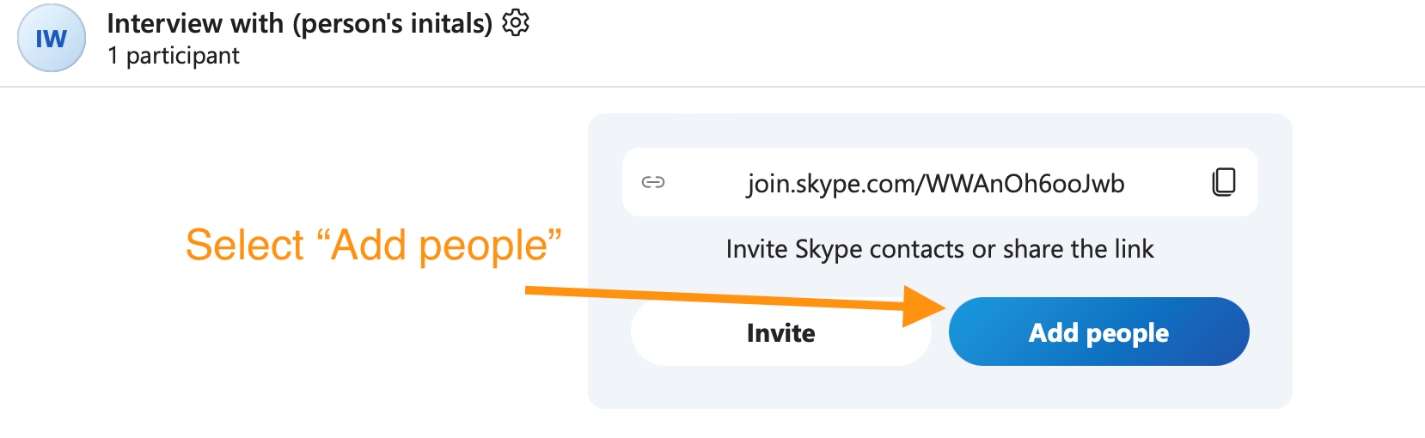 IW
Interview with (person's initals)
1 participant
join.skype.com/WWAnOh6ooJwb
Select “Add people”
Invite Skype contacts or share the link
Invite
Add people